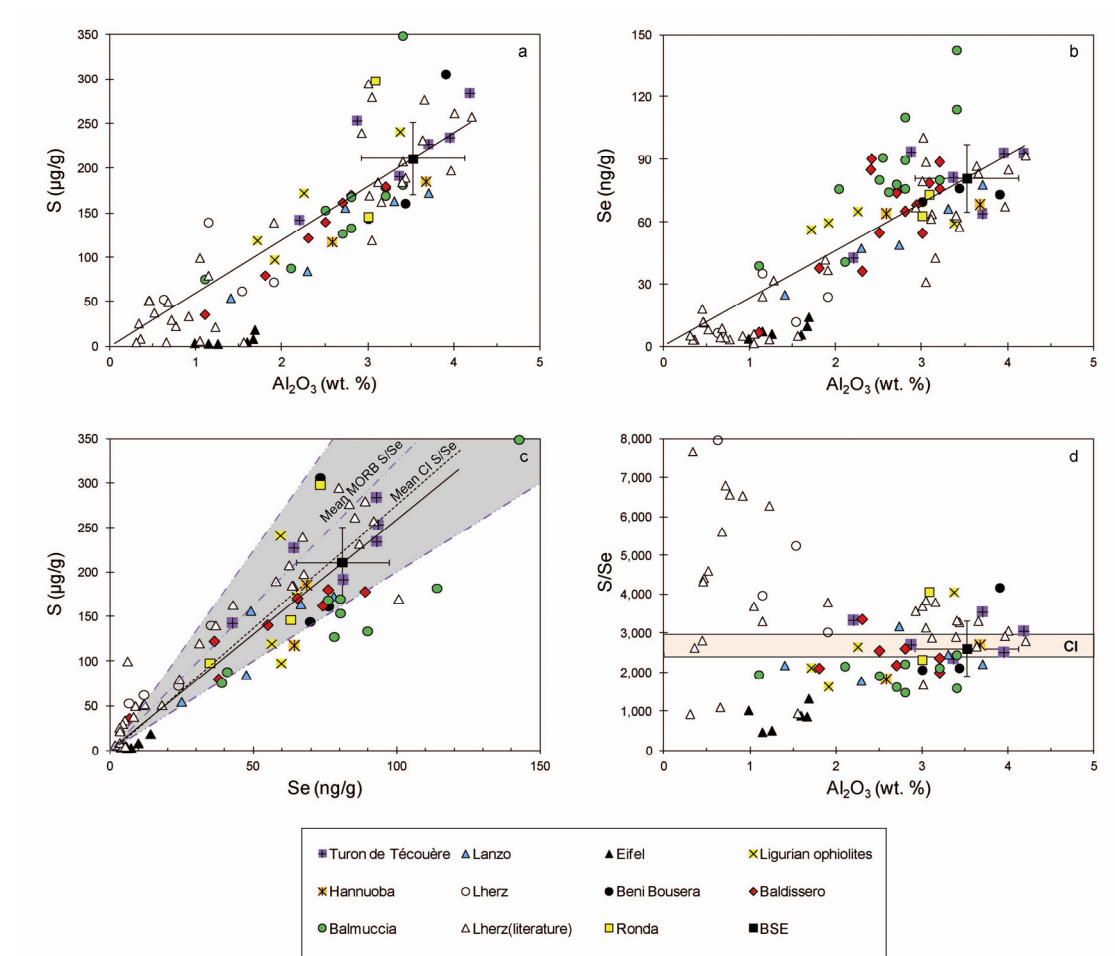 350
300
250
200
150
100
50
0
S (µg/g)
a
0 1 2 3 4 5
Al₂O₃ (wt. %)
150
120
90
60
30
0
Se (ng/g)
b
0 1 2 3 4 5
Al₂O₃ (wt. %)
350
300
250
200
150
100
50
0
S (µg/g)
c
Mean MORB S/Se
Mean CI S/Se
0 50 100 150
Se (ng/g)
8,000
7,000
6,000
5,000
4,000
3,000
2,000
1,000
0
S/Se
d
CI
0 1 2 3 4 5
Al₂O₃ (wt. %)
Turon de Técouère Lanzo Eifel Ligurian ophiolites
Hannuoba Lherz Beni Bousera Baldissero
Balmuccia Lherz(literature) Ronda BSE